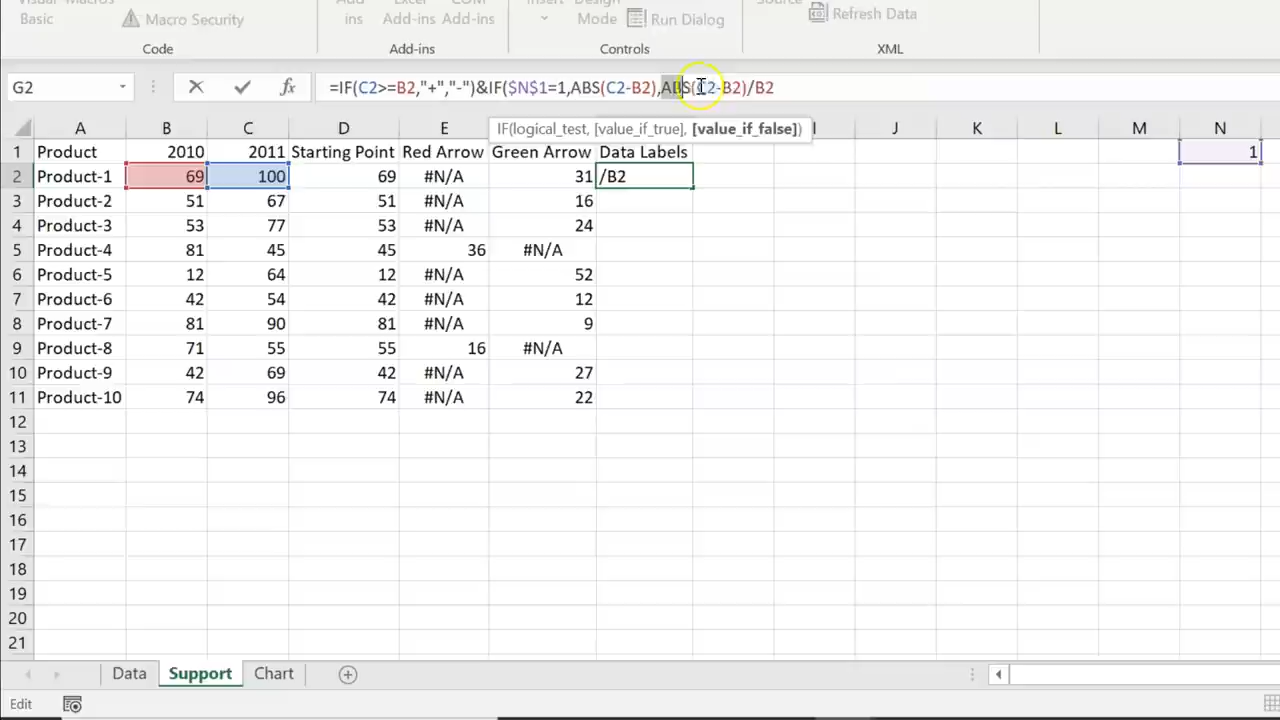 Visual Macros Add- Excel COM Insert Design Source
Basic Macro Security ins Add-ins Add-ins Mode Run Dialog Refresh Data
Code Add-ins Controls XML
G2 fx =IF(C2>=B2,"+","-")&IF($N$1=1,ABS(C2-B2),ABS(C2-B2)/B2
IF(logical_test, [value_if_true], [value_if_false])
A B C D E I J K L M N
1 Product 2010 2011 Starting Point Red Arrow Green Arrow Data Labels 1
2 Product-1 69 100 69 #N/A 31 /B2
3 Product-2 51 67 51 #N/A 16
4 Product-3 53 77 53 #N/A 24
5 Product-4 81 45 45 36 #N/A
6 Product-5 12 64 12 #N/A 52
7 Product-6 42 54 42 #N/A 12
8 Product-7 81 90 81 #N/A 9
9 Product-8 71 55 55 16 #N/A
10 Product-9 42 69 42 #N/A 27
11 Product-10 74 96 74 #N/A 22
12
13
14
15
16
17
18
19
20
21
Data Support Chart
Edit